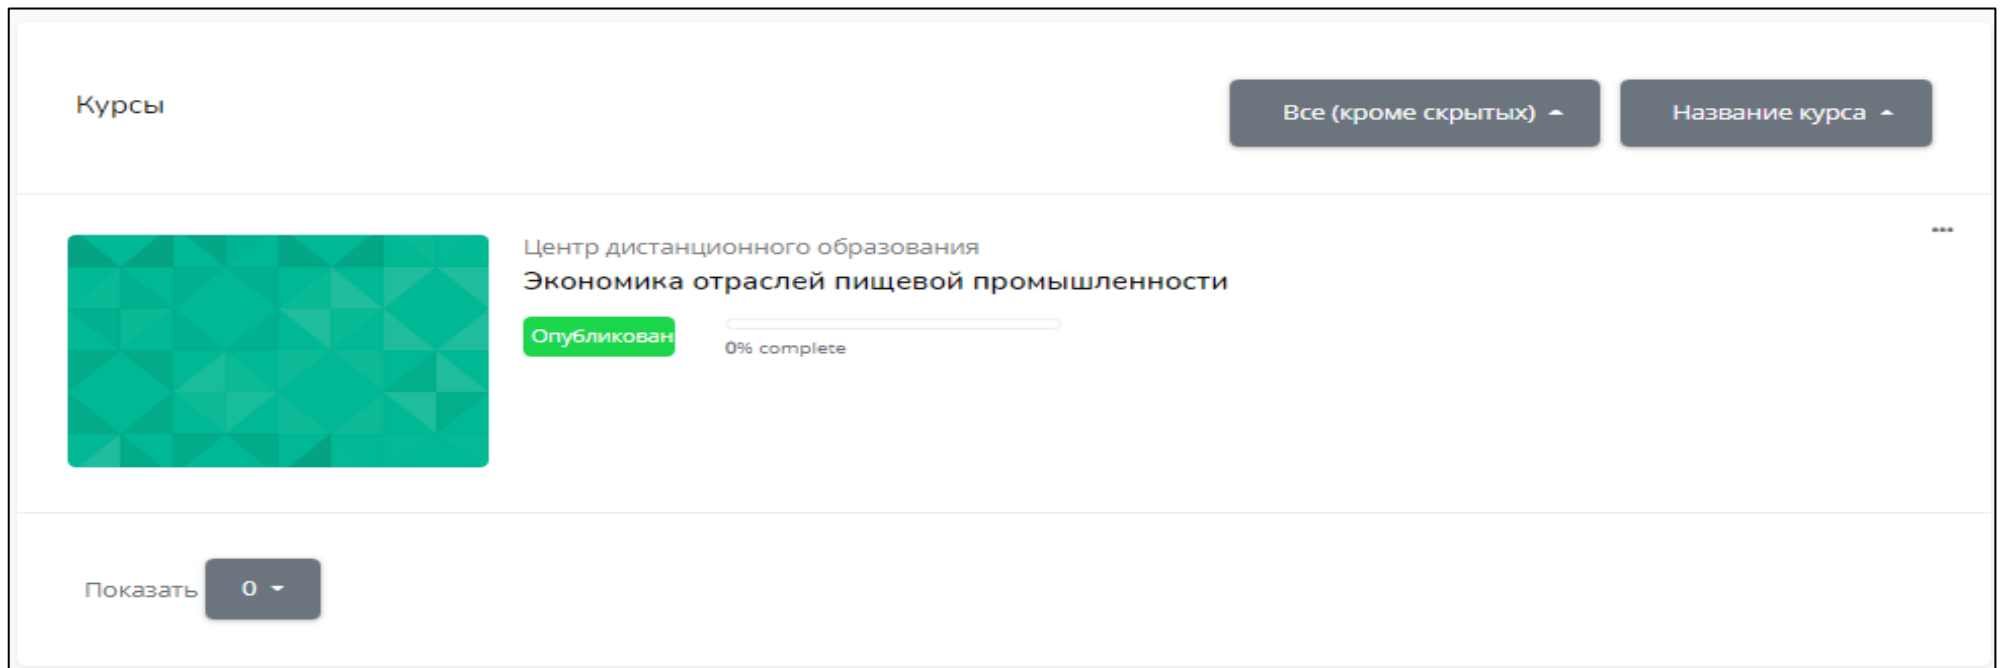 Курсы
Все (кроме скрытых)
Название курса
Центр дистанционного образования
Экономика отраслей пищевой промышленности
Опубликован
0% complete
Показать 0